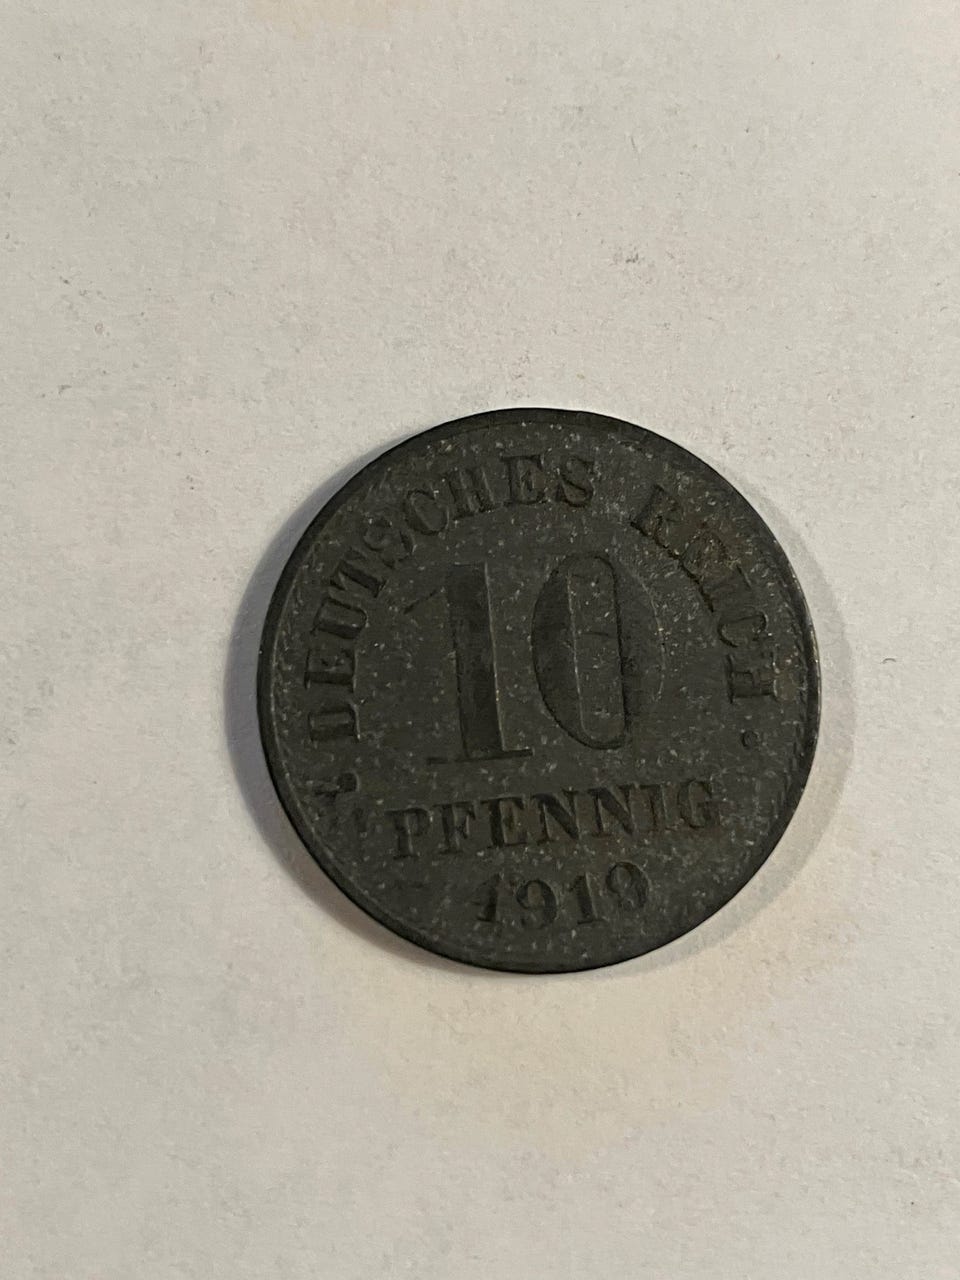 DEUTSCHES REICH
10
PFENNIG
1919